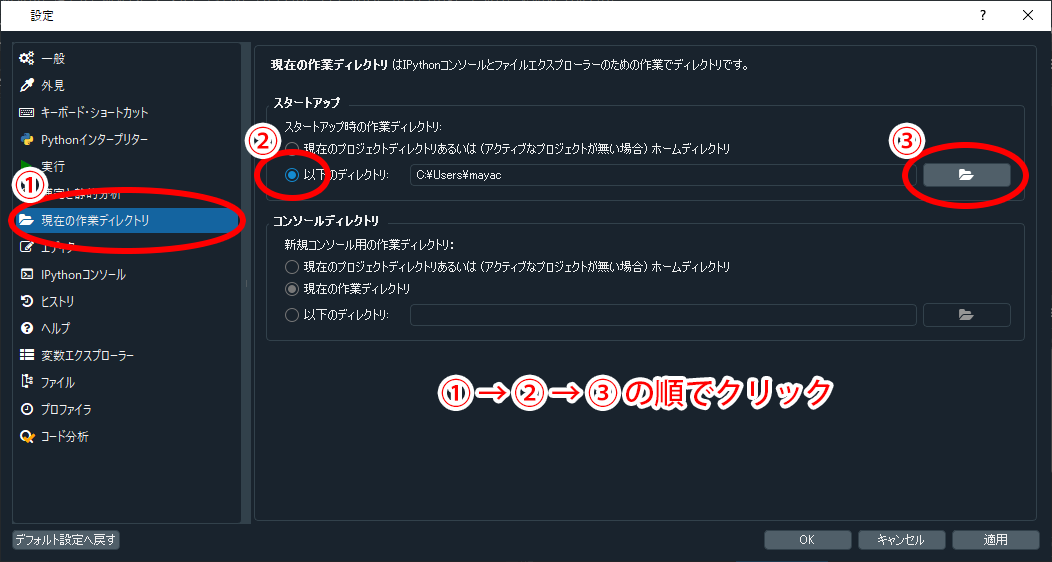 設定
?
一般
外見
キーボード・ショートカット
Pythonインタープリター
実行
①
現在の作業ディレクトリ
エディター
IPythonコンソール
ヒストリ
ヘルプ
変数エクスプローラー
ファイル
プロファイラ
コード分析
現在の作業ディレクトリ はIPythonコンソールとファイルエクスプローラーのための作業でディレクトリです。
スタートアップ
スタートアップ時の作業ディレクトリ:
② ③
現在のプロジェクトディレクトリあるいは (アクティブなプロジェクトが無い場合) ホームディレクトリ
以下のディレクトリ: C:¥Users¥mayac
コンソールディレクトリ
新規コンソール用の作業ディレクトリ:
現在のプロジェクトディレクトリあるいは (アクティブなプロジェクトが無い場合) ホームディレクトリ
現在の作業ディレクトリ
以下のディレクトリ:
①→②→③の順でクリック
デフォルト設定へ戻す OK キャンセル 適用